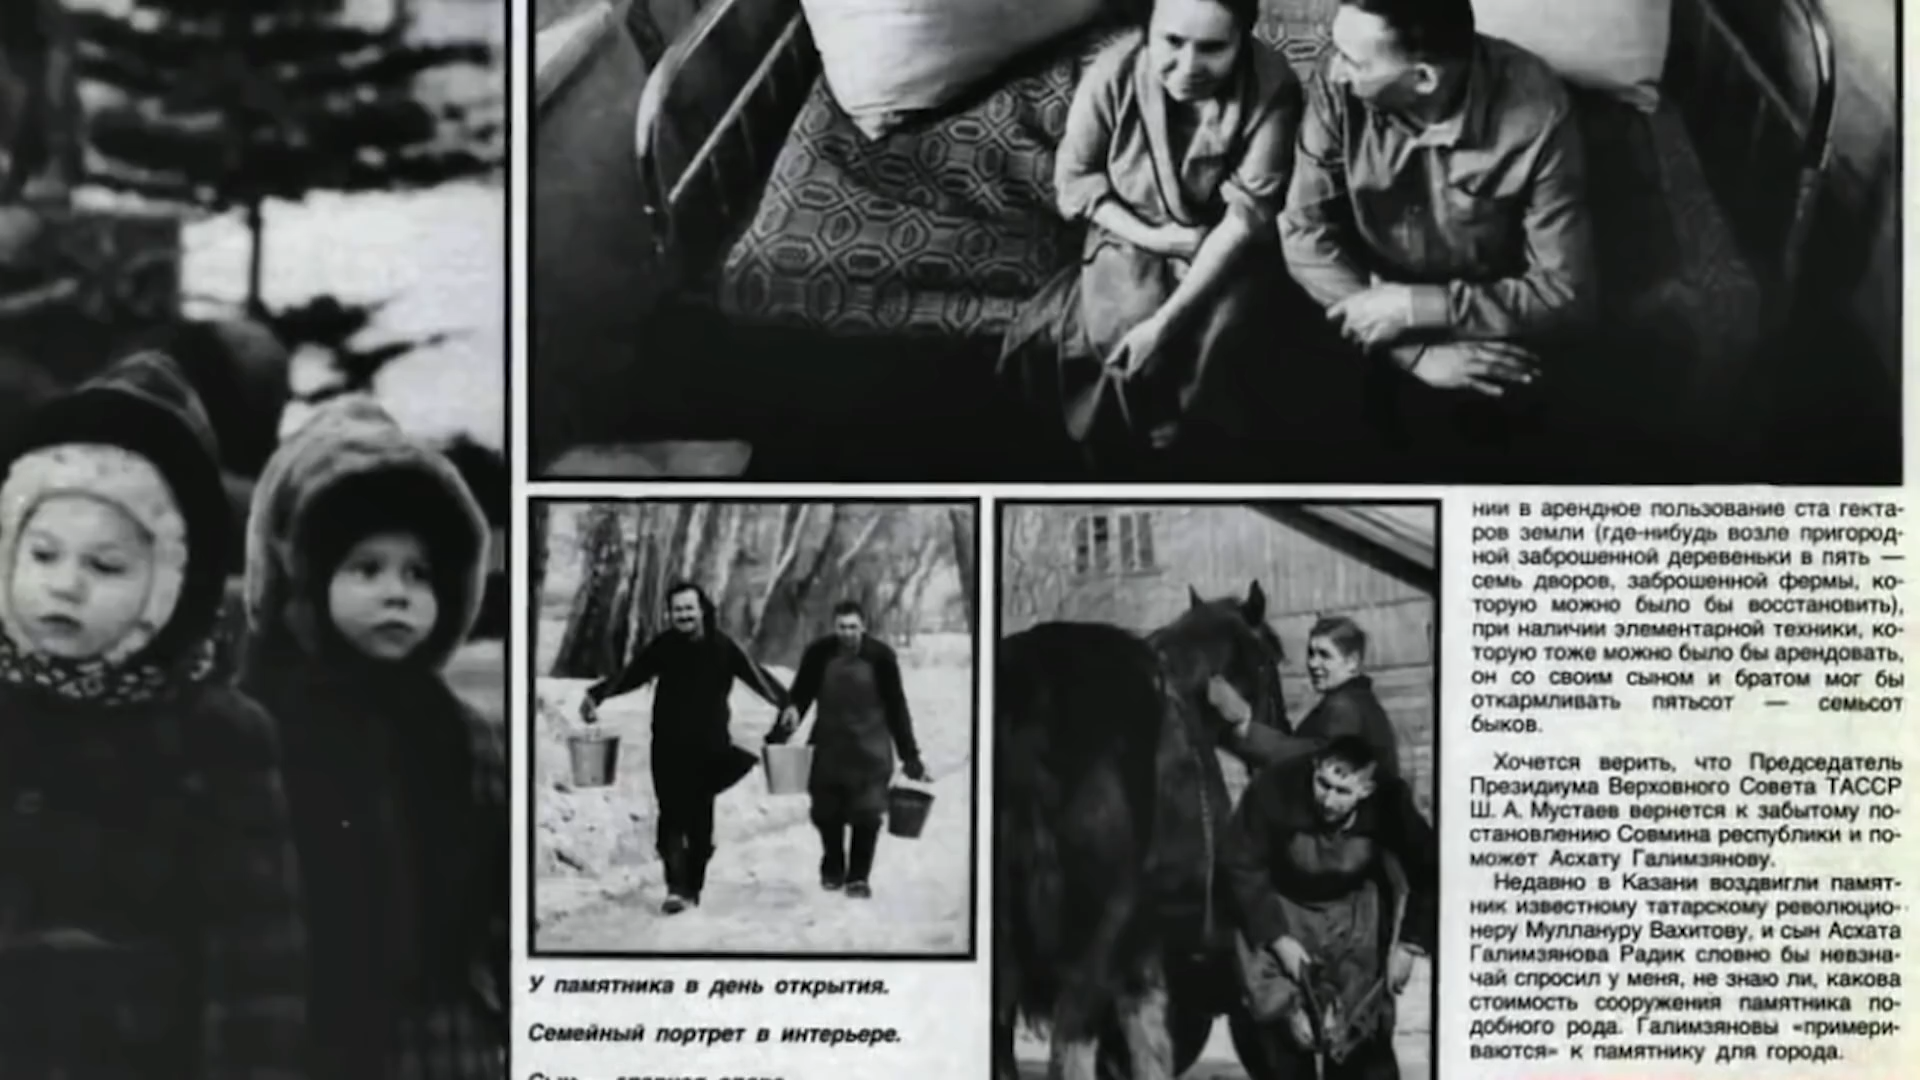 У памятника в день открытия.
Семейный портрет в интерьере.
нии в арендное пользование ста гекта-
ров земли (где-нибудь возле пригород-
ной заброшенной деревеньки в пять —
семь дворов, заброшенной фермы, ко-
торую можно было бы восстановить),
при наличии элементарной техники, ко-
торую тоже можно было бы арендовать,
он со своим сыном и братом мог бы
откармливать пятьсот — семьсот
быков.
Хочется верить, что Председатель
Президиума Верховного Совета ТАССР
Ш. А. Мустаев вернется к забытому по-
становлению Совмина республики и по-
может Асхату Галимзянову.
Недавно в Казани воздвигли памят-
ник известному татарскому революцио-
неру Муллануру Вахитову, и сын Асхата
Галимзянова Радик словно бы невзна-
чай спросил у меня, не знаю ли, какова
стоимость сооружения памятника по-
добного рода. Галимзяновы «примери-
ваются» к памятнику для города.